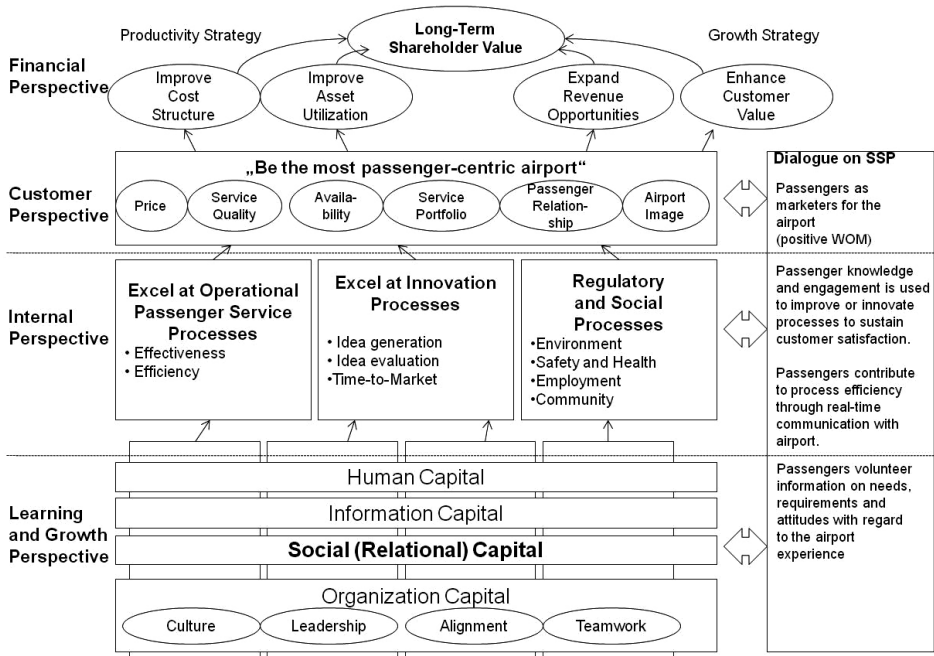 Productivity Strategy
Long-Term
Shareholder Value
Growth Strategy
Financial
Perspective
Improve
Cost
Structure
Improve
Asset
Utilization
Expand
Revenue
Opportunities
Enhance
Customer
Value
Customer
Perspective
„Be the most passenger-centric airport“
Price
Service
Quality
Availa-
bility
Service
Portfolio
Passenger
Relation-
ship
Airport
Image
Dialogue on SSP
Passengers as
marketers for the
airport
(positive WOM)
Internal
Perspective
Excel at Operational
Passenger Service
Processes
• Effectiveness
• Efficiency
Excel at Innovation
Processes
• Idea generation
• Idea evaluation
•Time-to-Market
Regulatory
and Social
Processes
•Environment
•Safety and Health
•Employment
•Community
Passenger knowledge
and engagement is used
to improve or innovate
processes to sustain
customer satisfaction.
Passengers contribute
to process efficiency
through real-time
communication with
airport.
Learning
and Growth
Perspective
Human Capital
Information Capital
Social (Relational) Capital
Organization Capital
Culture
Leadership
Alignment
Teamwork
Passengers volunteer
information on needs,
requirements and
attitudes with regard
to the airport
experience